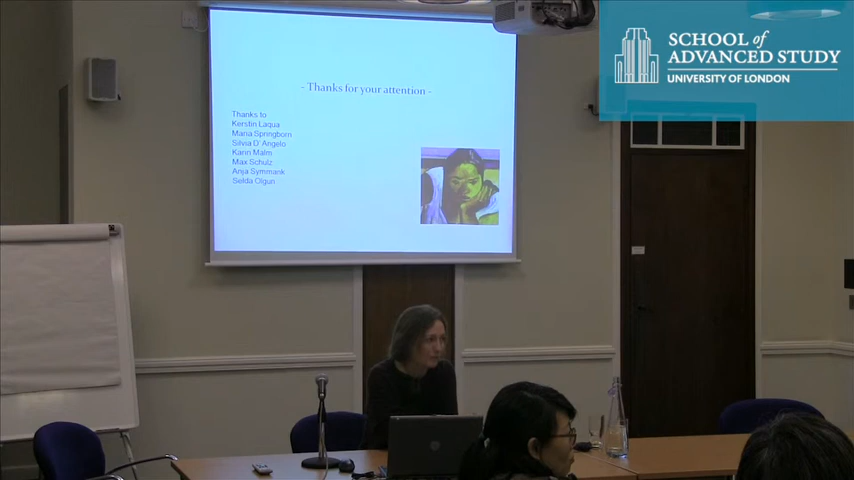 SCHOOL of
ADVANCED STUDY
UNIVERSITY OF LONDON
- Thanks for your attention -
Thanks to
Kerstin Laqua
Maria Springborn
Silvia D´Angelo
Karin Malm
Max Schulz
Anja Symmank
Selda Olgun